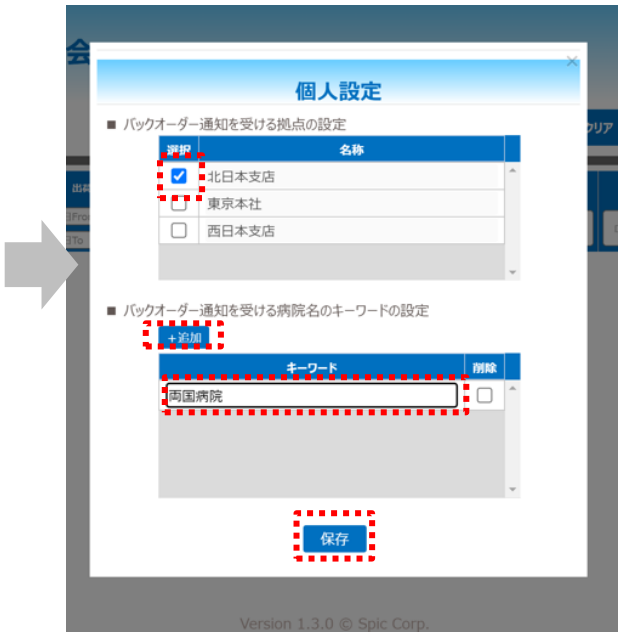 会
×
個人設定
クリア
■ バックオーダー通知を受ける拠点の設定
選択 名称
北日本支店
東京本社
西日本支店
■ バックオーダー通知を受ける病院名のキーワードの設定
+追加
キーワード 削除
両国病院
保存
Version 1.3.0 © Spic Corp.